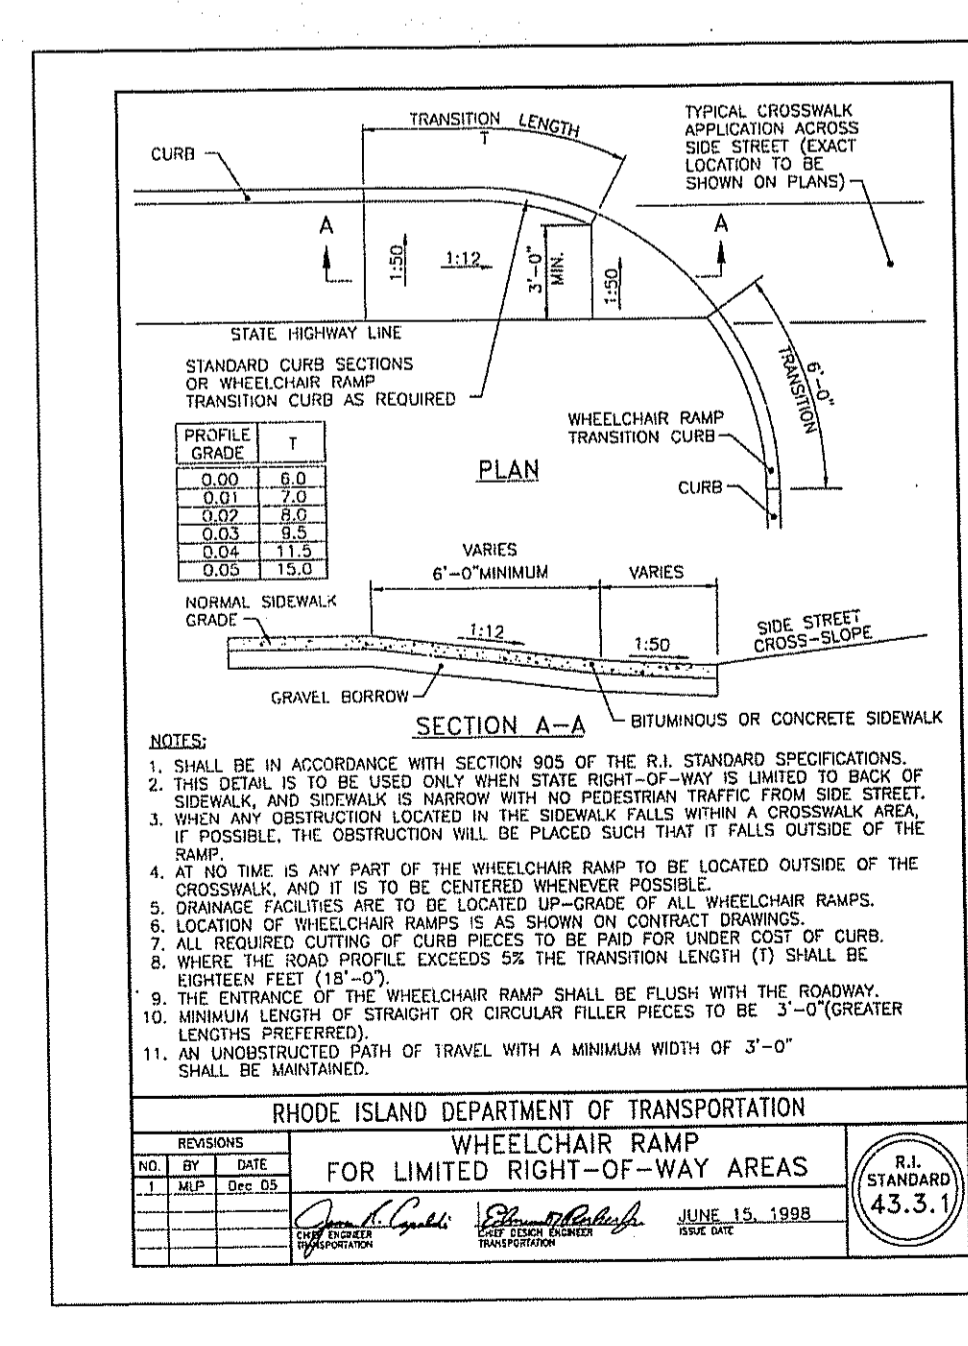 TRANSITION LENGTH
T
TYPICAL CROSSWALK
APPLICATION ACROSS
SIDE STREET (EXACT
LOCATION TO BE
SHOWN ON PLANS)
CURB
A
A
1:50
1:12
3'-0"
MIN.
1:50
STATE HIGHWAY LINE
6'-0"
TRANSITION
STANDARD CURB SECTIONS
OR WHEELCHAIR RAMP
TRANSITION CURB AS REQUIRED
WHEELCHAIR RAMP
TRANSITION CURB
PROFILE GRADE T
0.00 6.0
0.01 7.0
0.02 8.0
0.03 9.5
0.04 11.5
0.05 15.0
PLAN
CURB
VARIES
6'-0"MINIMUM
VARIES
NORMAL SIDEWALK
GRADE
1:12
1:50
SIDE STREET
CROSS-SLOPE
GRAVEL BORROW
SECTION A-A
BITUMINOUS OR CONCRETE SIDEWALK
NOTES:
1. SHALL BE IN ACCORDANCE WITH SECTION 905 OF THE R.I. STANDARD SPECIFICATIONS.
2. THIS DETAIL IS TO BE USED ONLY WHEN STATE RIGHT-OF-WAY IS LIMITED TO BACK OF
SIDEWALK, AND SIDEWALK IS NARROW WITH NO PEDESTRIAN TRAFFIC FROM SIDE STREET.
3. WHEN ANY OBSTRUCTION LOCATED IN THE SIDEWALK FALLS WITHIN A CROSSWALK AREA,
IF POSSIBLE, THE OBSTRUCTION WILL BE PLACED SUCH THAT IT FALLS OUTSIDE OF THE
RAMP.
4. AT NO TIME IS ANY PART OF THE WHEELCHAIR RAMP TO BE LOCATED OUTSIDE OF THE
CROSSWALK, AND IT IS TO BE CENTERED WHENEVER POSSIBLE.
5. DRAINAGE FACILITIES ARE TO BE LOCATED UP-GRADE OF ALL WHEELCHAIR RAMPS.
6. LOCATION OF WHEELCHAIR RAMPS IS AS SHOWN ON CONTRACT DRAWINGS.
7. ALL REQUIRED CUTTING OF CURB PIECES TO BE PAID FOR UNDER COST OF CURB.
8. WHERE THE ROAD PROFILE EXCEEDS 5% THE TRANSITION LENGTH (T) SHALL BE
EIGHTEEN FEET (18'-0").
9. THE ENTRANCE OF THE WHEELCHAIR RAMP SHALL BE FLUSH WITH THE ROADWAY.
10. MINIMUM LENGTH OF STRAIGHT OR CIRCULAR FILLER PIECES TO BE 3'-0"(GREATER
LENGTHS PREFERRED).
11. AN UNOBSTRUCTED PATH OF TRAVEL WITH A MINIMUM WIDTH OF 3'-0"
SHALL BE MAINTAINED.
RHODE ISLAND DEPARTMENT OF TRANSPORTATION
REVISIONS
NO. BY DATE
1 MLP Dec 05
WHEELCHAIR RAMP
FOR LIMITED RIGHT-OF-WAY AREAS
CHIEF ENGINEER
TRANSPORTATION
CHIEF DESIGN ENGINEER
TRANSPORTATION
JUNE 15, 1998
ISSUE DATE
R.I.
STANDARD
43.3.1